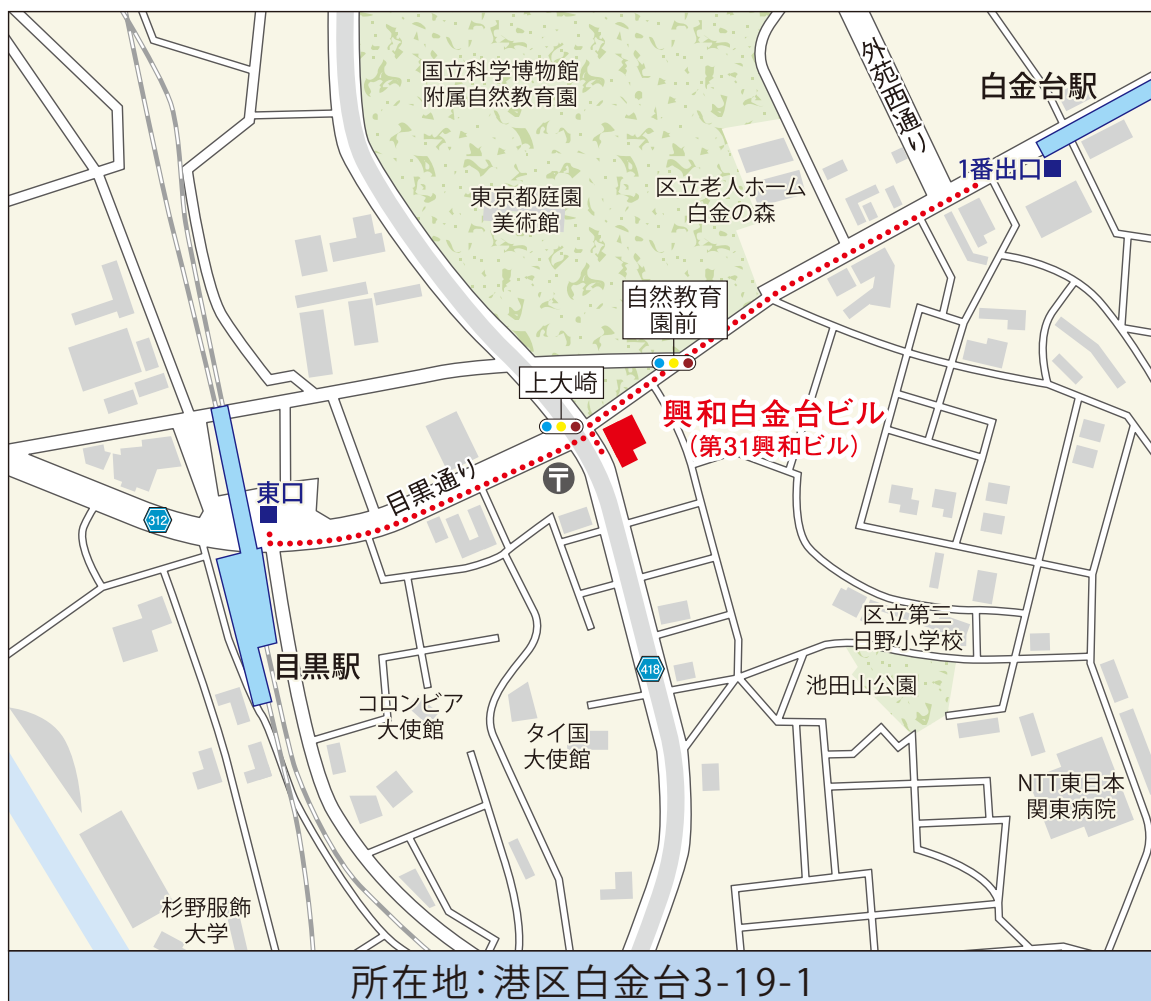 国立科学博物館
附属自然教育園
外苑西通り
白金台駅
1番出口
東京都庭園
美術館
区立老人ホーム
白金の森
自然教育
園前
上大崎
興和白金台ビル
(第31興和ビル)
目黒通り
東口
312
〒
目黒駅
418
区立第三
日野小学校
池田山公園
コロンビア
大使館
タイ国
大使館
NTT東日本
関東病院
杉野服飾
大学
所在地：港区白金台3-19-1